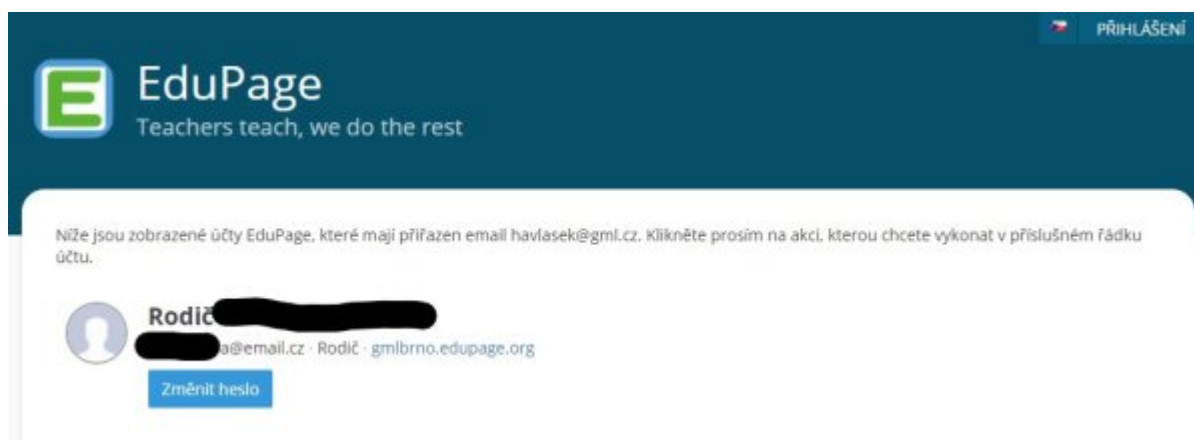 PŘIHLÁŠENÍ
E
EduPage
Teachers teach, we do the rest
Níže jsou zobrazené účty EduPage, které mají přiřazen email havlasek@gml.cz. Klikněte prosím na akci, kterou chcete vykonat v příslušném řádku
účtu.
Rodič
a@email.cz · Rodič · gmlbrno.edupage.org
Změnit heslo